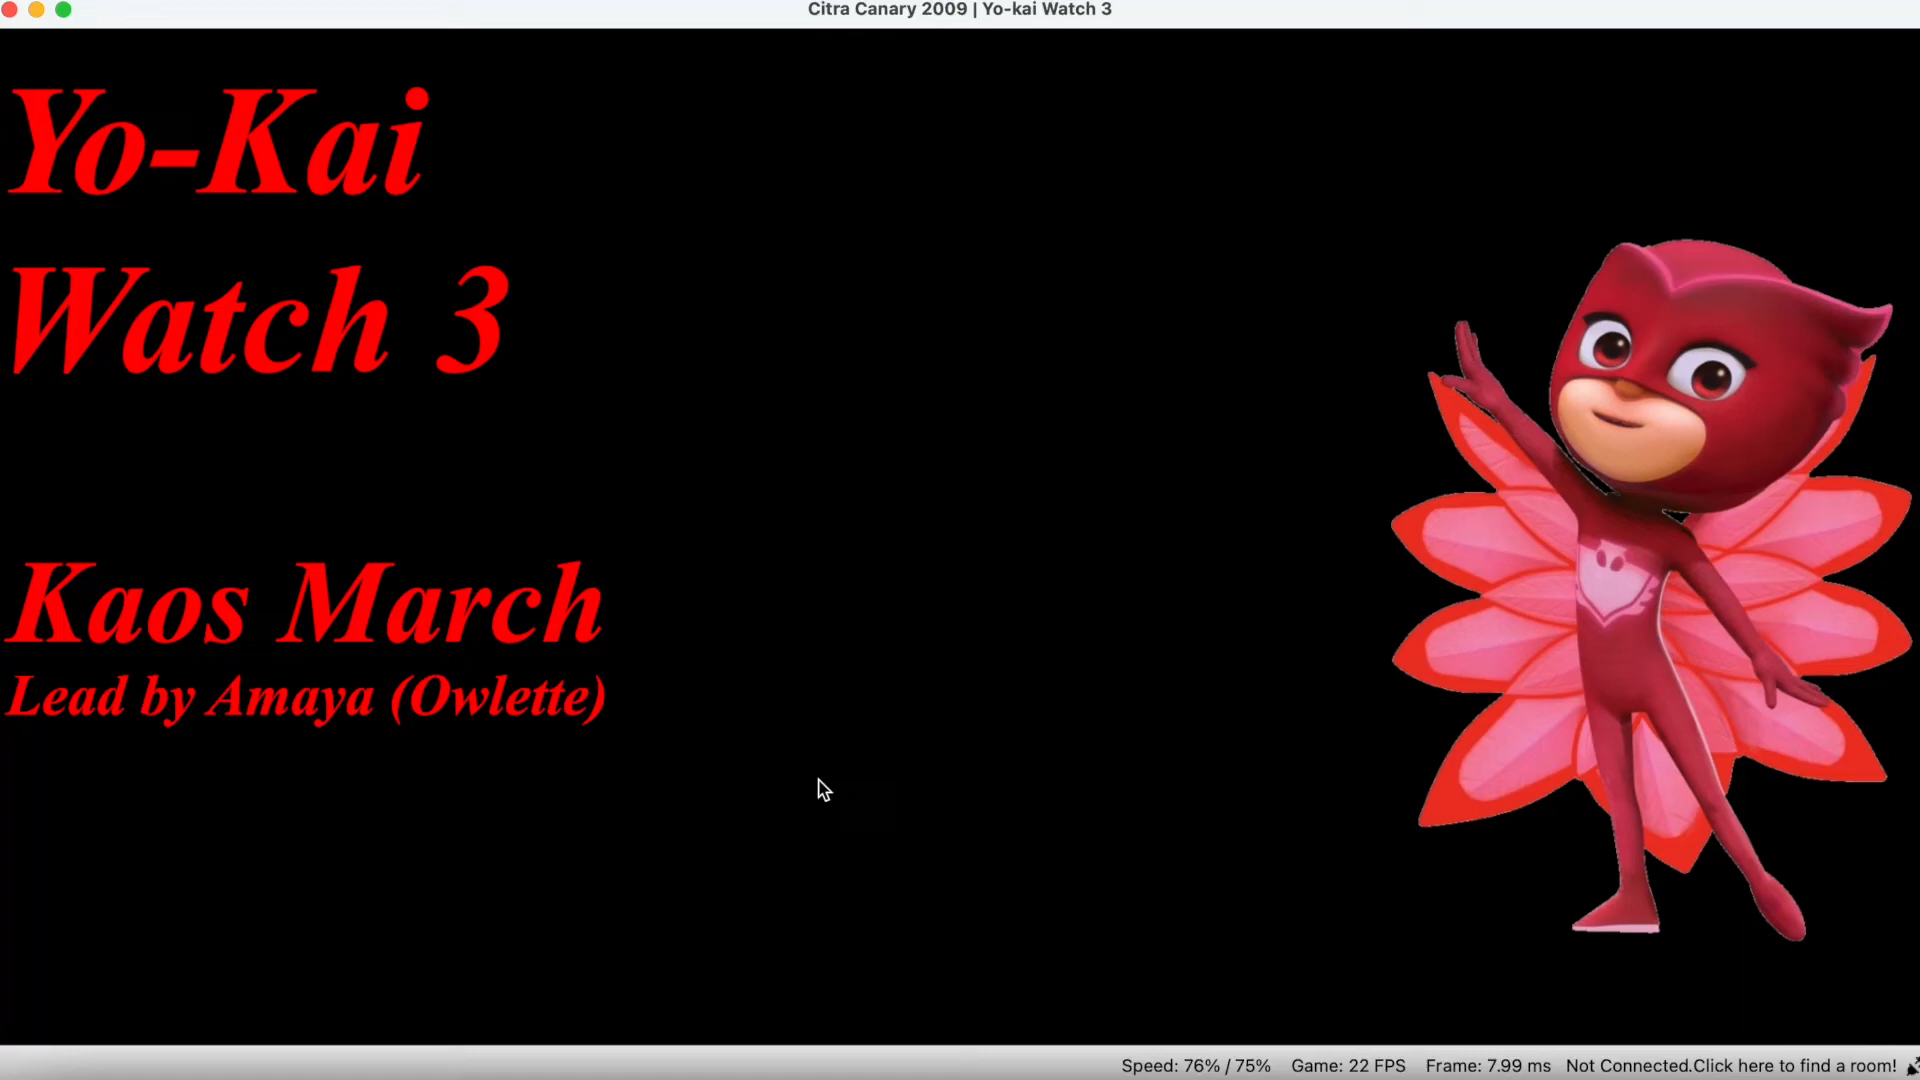 Citra Canary 2009 | Yo-kai Watch 3
Yo-Kai
Watch 3
Kaos March
Lead by Amaya (Owlette)
Speed: 76% / 75% Game: 22 FPS Frame: 7.99 ms Not Connected.Click here to find a room!